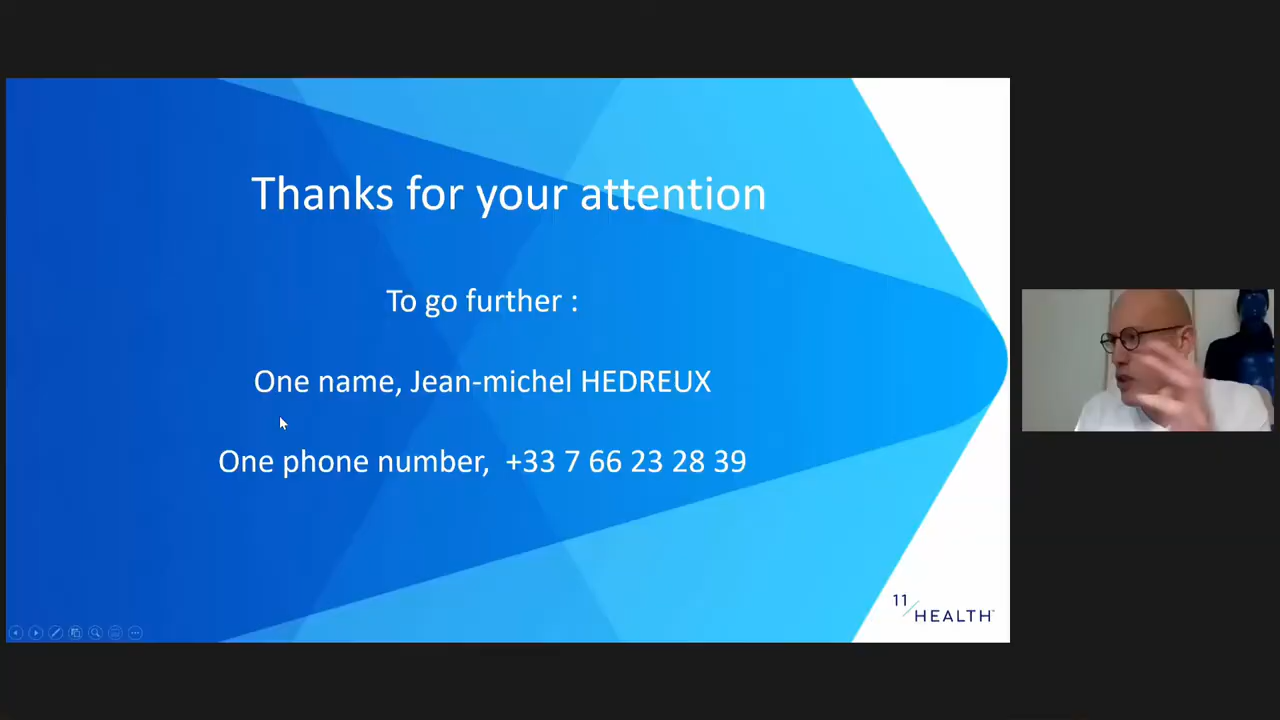 Thanks for your attention
To go further :
One name, Jean-michel HEDREUX
One phone number, +33 7 66 23 28 39
11
HEALTH